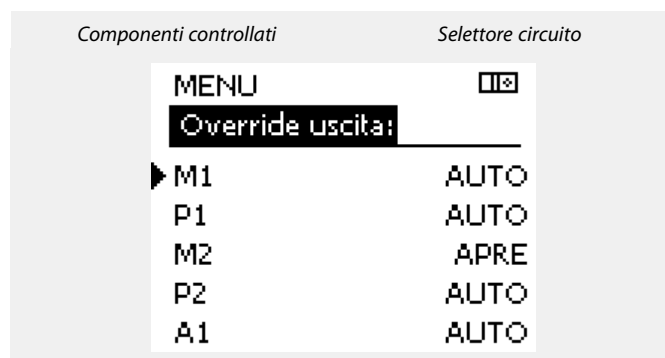 Componenti controllati Selettore circuito
MENU
Override uscita:
M1 AUTO
P1 AUTO
M2 APRE
P2 AUTO
A1 AUTO